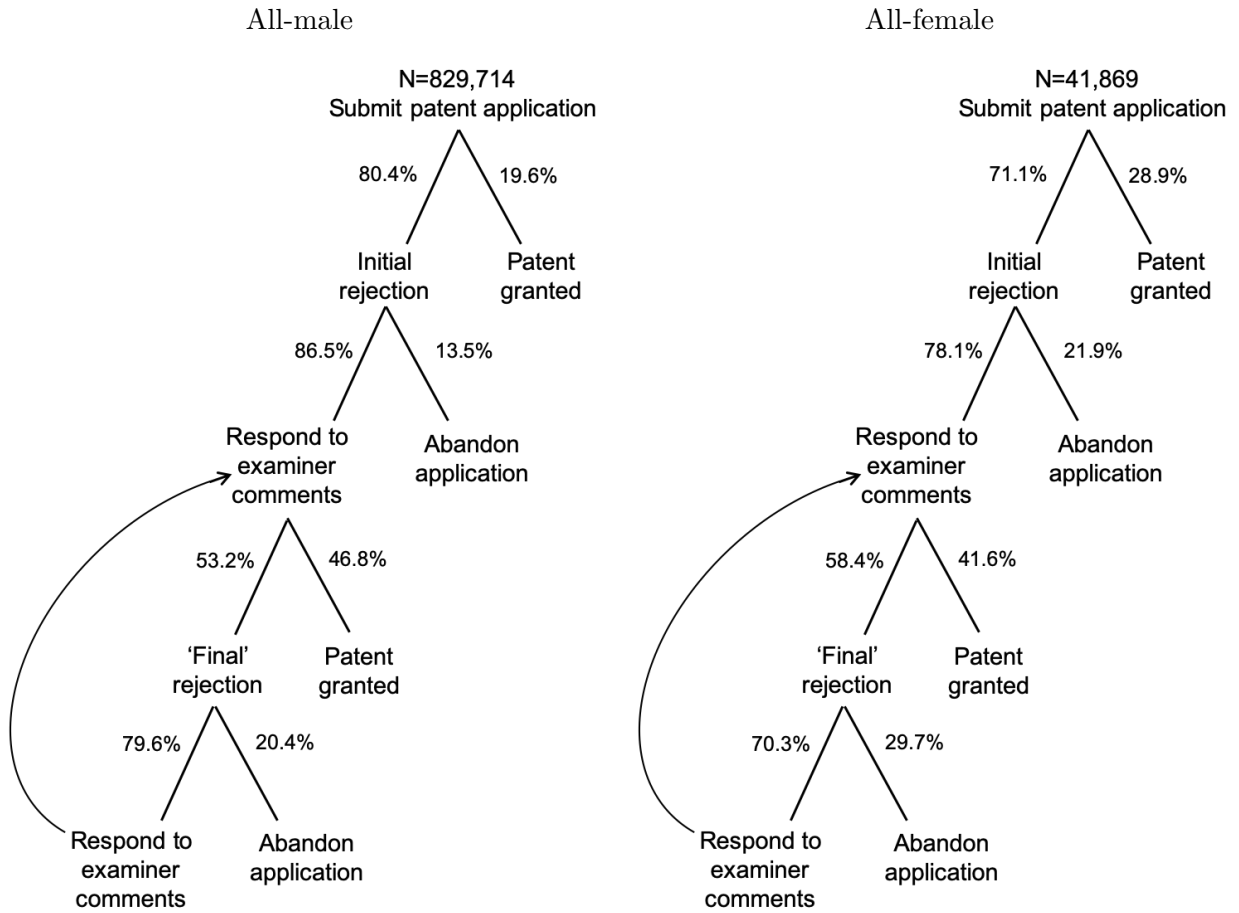 All-male
N=829,714
Submit patent application
80.4%
19.6%
Initial
rejection
Patent
granted
86.5%
13.5%
Respond to
examiner
comments
Abandon
application
53.2%
46.8%
‘Final’
rejection
Patent
granted
79.6%
20.4%
Respond to
examiner
comments
Abandon
application
All-female
N=41,869
Submit patent application
71.1%
28.9%
Initial
rejection
Patent
granted
78.1%
21.9%
Respond to
examiner
comments
Abandon
application
58.4%
41.6%
‘Final’
rejection
Patent
granted
70.3%
29.7%
Respond to
examiner
comments
Abandon
application